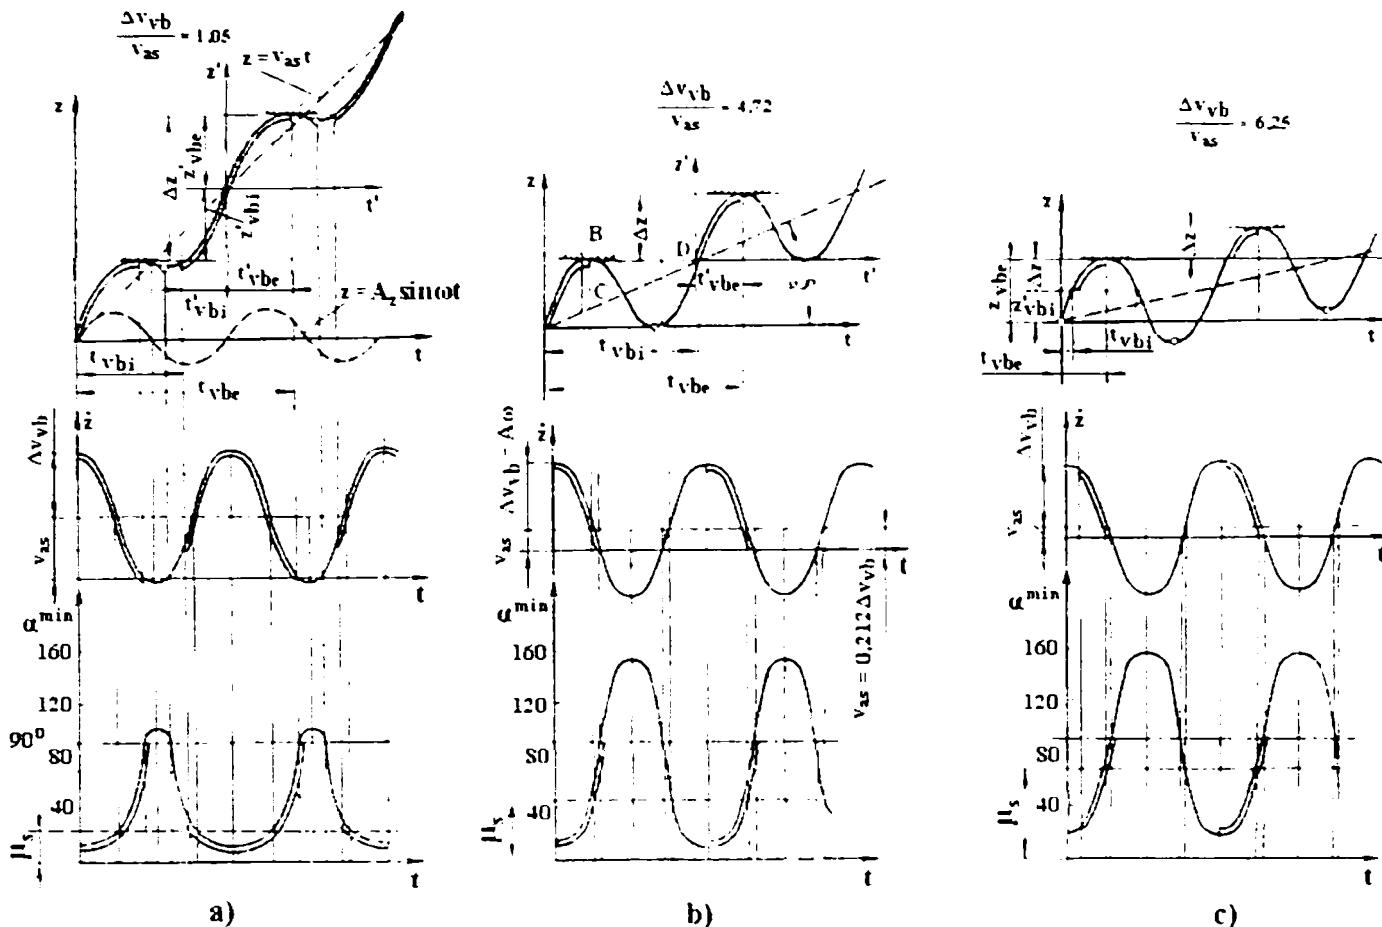 Δv_vb / v_as = 1.05
z = v_as t
z'
z
Δz
z'_vbe
z'_vbi
t'
t'_vbe
t'_vbi
z = A_z sin ωt
t
t_vbi
t_vbe
Δv_vb
v_as
ż
t
α^min
160
120
90°
80
40
μ_s
t
a)
Δv_vb / v_as = 4.72
z'
z
B
Δz
D
C
t'
t'_vbe
t
t_vbi
t_vbe
Δv_vb = Aω
v_as
ż
t
v_as = 0.212 Δv_vb
α^min
160
120
80
40
μ_s
t
b)
Δv_vb / v_as = 6.25
z
Δz
z_vbe
z'_vbi
Δz
t
t_vbi
t_vbe
Δv_vb
v_as
ż
t
α^min
160
120
80
40
μ_s
t
c)